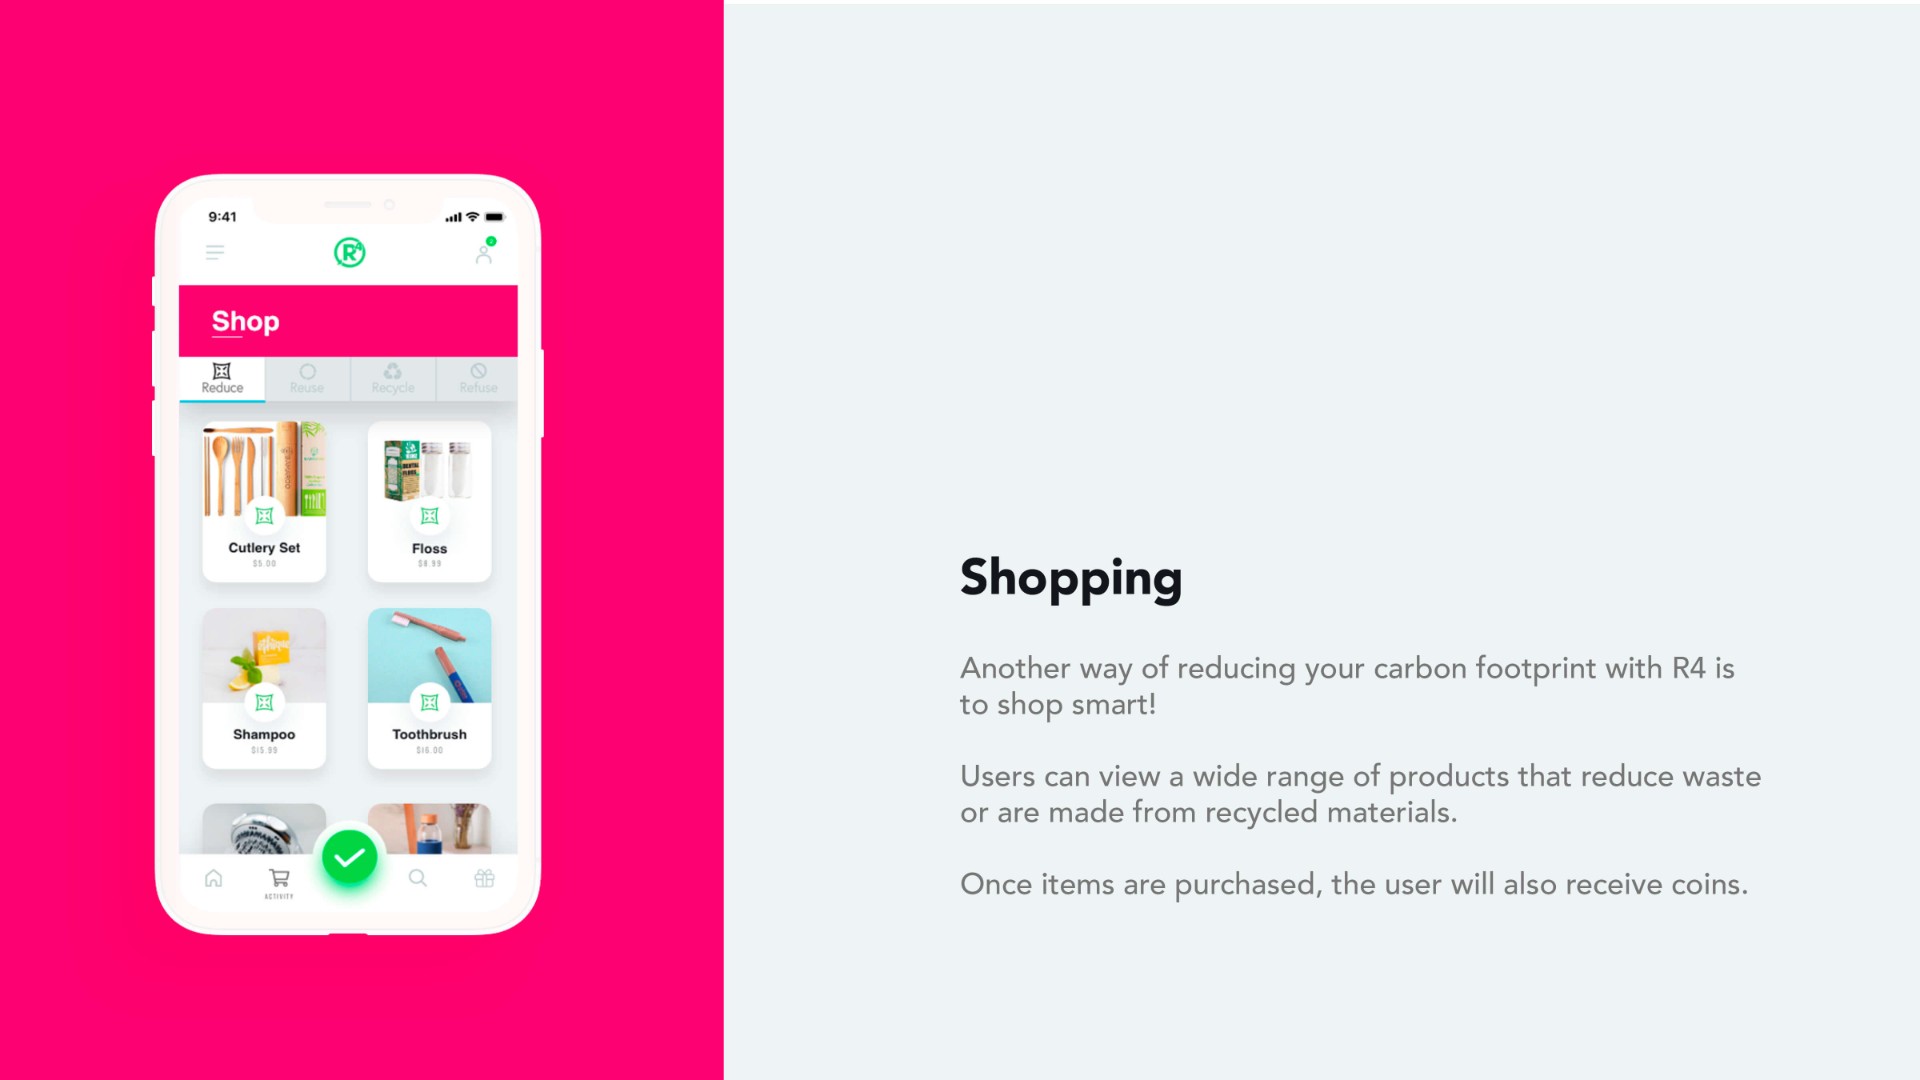 9:41
R4
Shop
Reduce
Reuse
Recycle
Refuse
Cutlery Set
$5.00
Floss
$8.99
Shampoo
$15.99
Toothbrush
$16.00
ACTIVITY
Shopping
Another way of reducing your carbon footprint with R4 is
to shop smart!
Users can view a wide range of products that reduce waste
or are made from recycled materials.
Once items are purchased, the user will also receive coins.